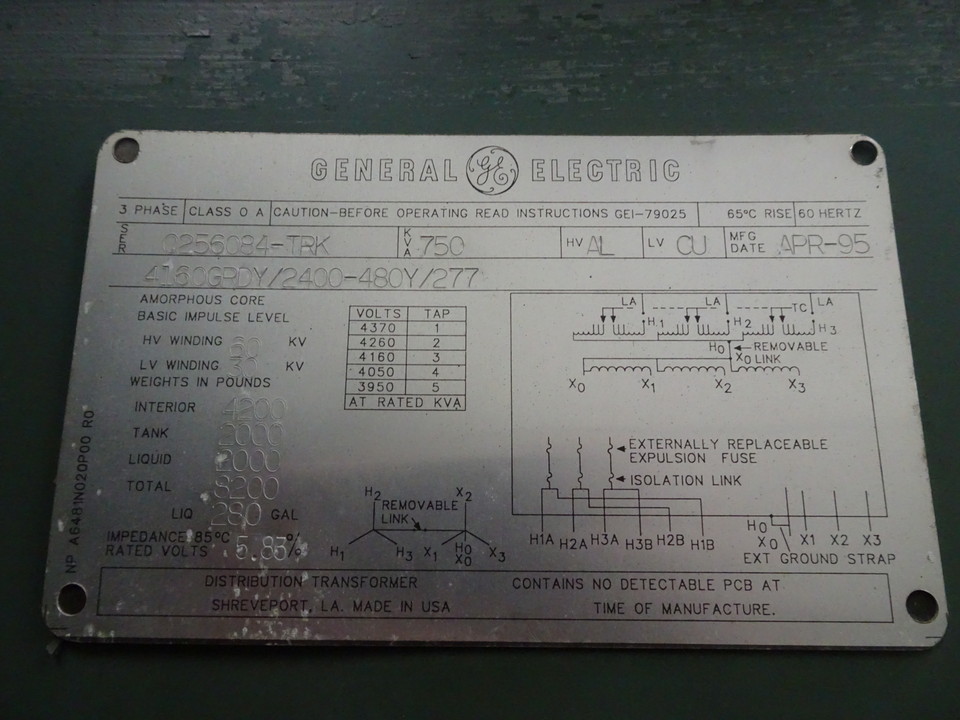 GENERAL GE ELECTRIC
3 PHASE CLASS O A CAUTION-BEFORE OPERATING READ INSTRUCTIONS GEI-79025 65°C RISE 60 HERTZ
SER Q256084-TRK KVA 750 HV AL LV CU MFG DATE APR-95
4160GRDY/2400-480Y/277
AMORPHOUS CORE
BASIC IMPULSE LEVEL
HV WINDING 60 KV
LV WINDING 30 KV
WEIGHTS IN POUNDS
INTERIOR 4200
TANK 2000
LIQUID 2000
TOTAL 8200
LIQ 280 GAL
IMPEDANCE 85°C
RATED VOLTS 5.83 %
NP A6481N020P00 R0
VOLTS TAP
4370 1
4260 2
4160 3
4050 4
3950 5
AT RATED KVA
H2 X2
REMOVABLE
LINK
H1 H3 X1 H0 X0 X3
LA LA TC LA
H1 H2 H3
H0 REMOVABLE
X0 LINK
X0 X1 X2 X3
EXTERNALLY REPLACEABLE
EXPULSION FUSE
ISOLATION LINK
H1A H2A H3A H3B H2B H1B H0 X0 X1 X2 X3
EXT GROUND STRAP
DISTRIBUTION TRANSFORMER CONTAINS NO DETECTABLE PCB AT
SHREVEPORT, LA. MADE IN USA TIME OF MANUFACTURE.